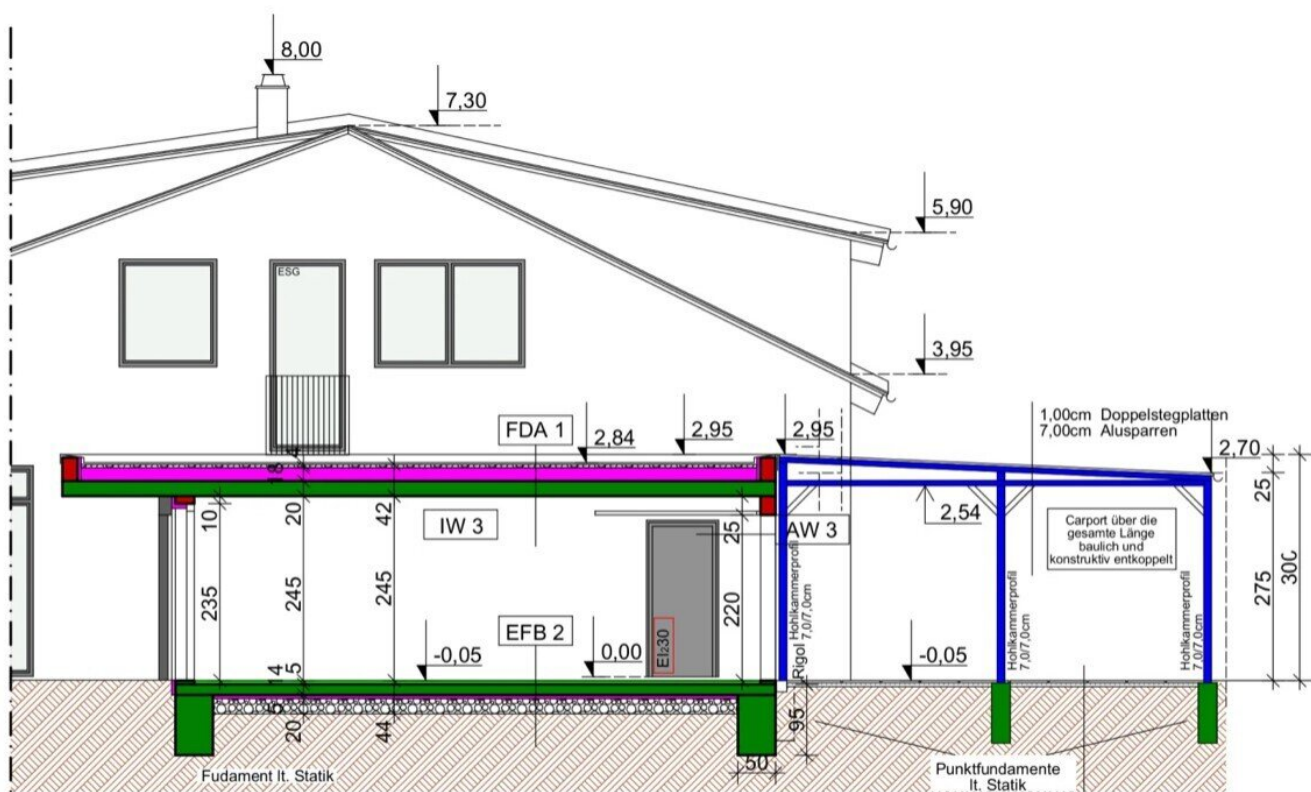 8,00
7,30
5,90
ESG
3,95
1,00cm Doppelstegplatten
7,00cm Alusparren
FDA 1
2,84
2,95
2,95
2,70
4
18
25
10
20
42
IW 3
25
AW 3
2,54
Carport über die
gesamte Länge
baulich und
konstruktiv entkoppelt
235
245
245
220
275
300
Hohlkammerprofil
7,0/7,0cm
Hohlkammerprofil
7,0/7,0cm
Hohlkammerprofil
7,0/7,0cm
EFB 2
EI₂30
Rigol
-0,05
0,00
-0,05
14
5
5
20
44
95
50
Fudament lt. Statik
Punktfundamente
lt. Statik